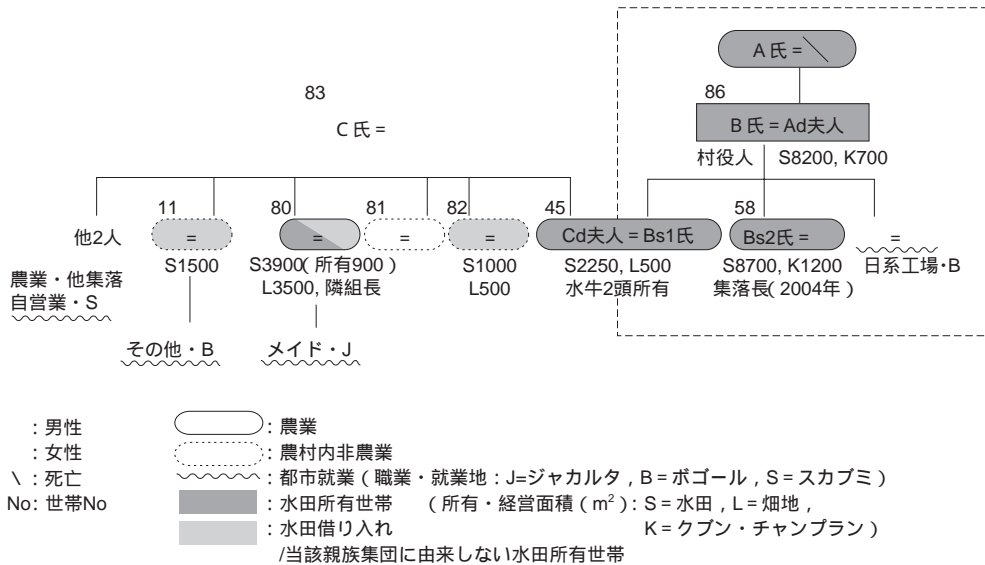 A 氏 = \
86
B 氏 = Ad夫人
村役人 S8200, K700
83
C 氏 =
他2人
農業・他集落
自営業・S
11
=
S1500
その他・B
80
=
S3900( 所有900 )
L3500, 隣組長
メイド・J
81
=
82
=
S1000
L500
45
Cd夫人 = Bs1氏
S2250, L500
水牛2頭所有
58
Bs2氏 =
S8700, K1200
集落長( 2004年 )
=
日系工場・B
: 男性
: 女性
\ : 死亡
No: 世帯No
: 農業
: 農村内非農業
: 都市就業 ( 職業・就業地 : J=ジャカルタ , B = ボゴール , S = スカブミ )
: 水田所有世帯 ( 所有・経営面積 ( m² ) : S = 水田 , L = 畑地 ,
K = クブン・チャンプラン )
: 水田借り入れ
/当該親族集団に由来しない水田所有世帯